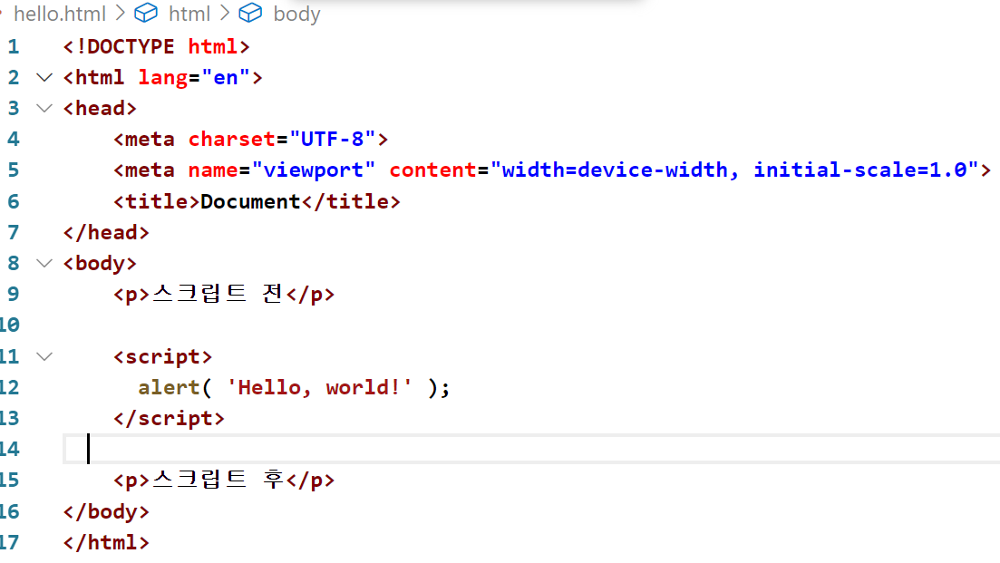 hello.html > html > body
1 <!DOCTYPE html>
2 <html lang="en">
3 <head>
4 <meta charset="UTF-8">
5 <meta name="viewport" content="width=device-width, initial-scale=1.0">
6 <title>Document</title>
7 </head>
8 <body>
9 <p>스크립트 전</p>
10
11 <script>
12 alert( 'Hello, world!' );
13 </script>
14
15 <p>스크립트 후</p>
16 </body>
17 </html>